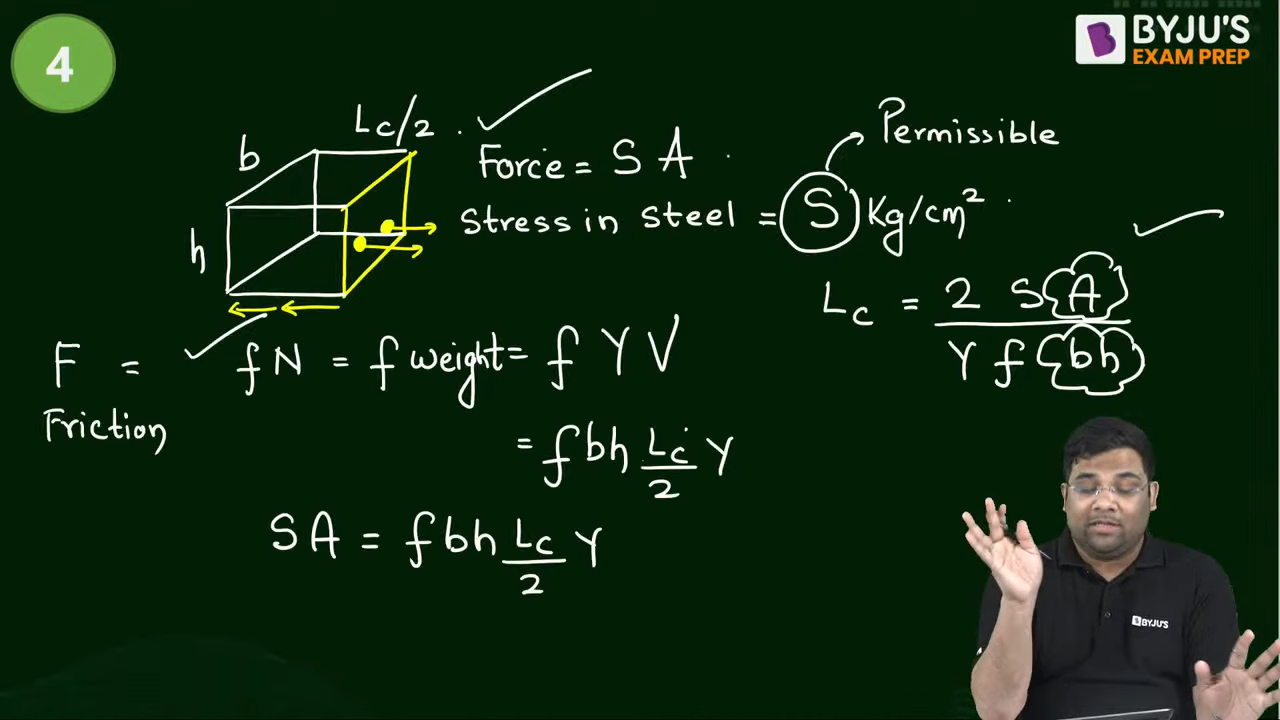 4
BYJU'S
EXAM PREP
Lc/2
b
h
Force = S A
Permissible
Stress in Steel = S Kg/cm²
Lc = 2 S A / γ f bh
F = f N = f weight = f γ V
Friction
= f bh Lc/2 γ
S A = f bh Lc/2 γ
BYJU'S